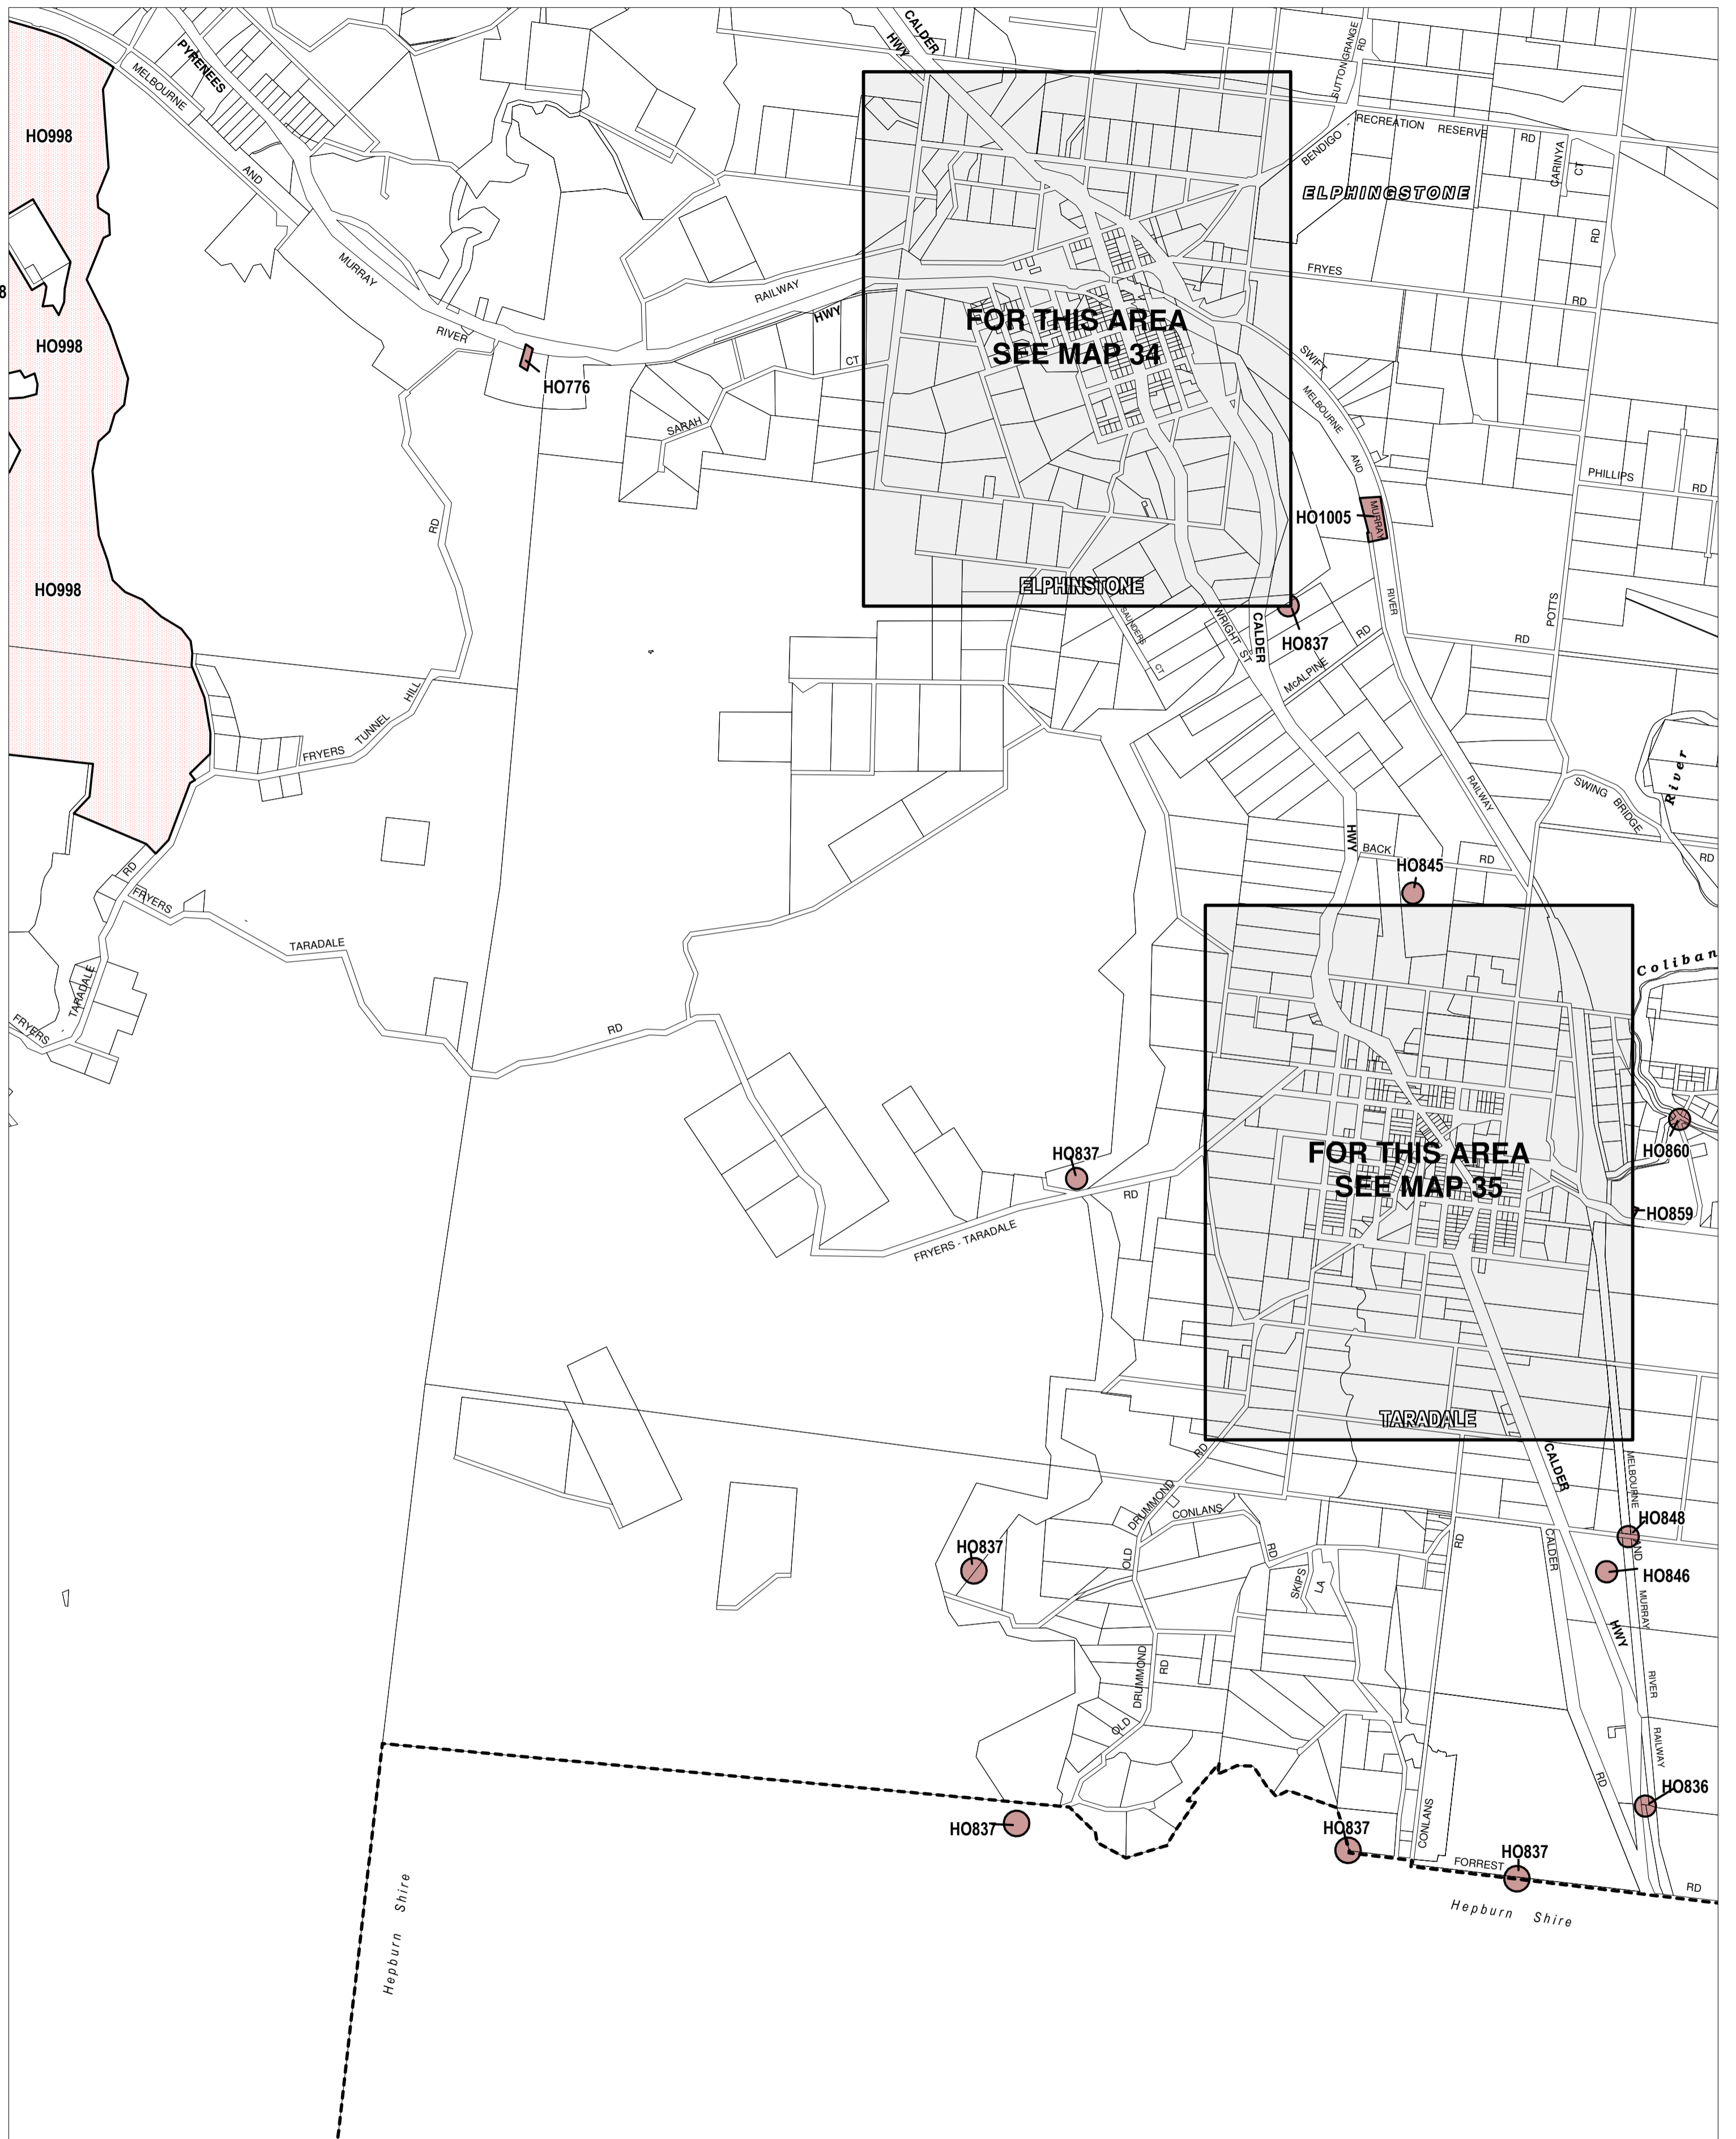 CALDER
HWY
PYRENEES
MELBOURNE
AND
SUTTON GRANGE
RD
HO998
RECREATION RESERVE RD
BENDIGO -
CARINYA
CT
ELPHINGSTONE
RD
FRYES
RD
MURRAY
RAILWAY
HWY
8
RIVER
HO998
FOR THIS AREA
SEE MAP 34
CT
HO776
SARAH
SWIFT
MELBOURNE
AND
PHILLIPS
RD
RD
HO1005
MURRAY
HO998
ELPHINSTONE
RIVER
POTTS
SAUNDERS
CT
WRIGHT ST
CALDER
HO837
RD
McALPINE
RD
HILL
TUNNEL
FRYERS
RAILWAY
River
SWING
BRIDGE
HWY
BACK
RD
RD
HO845
RD
FRYERS
TARADALE
Coliban
TARADALE
FRYERS
RD
HO837
RD
FRYERS - TARADALE
FOR THIS AREA
SEE MAP 35
HO860
HO859
TARADALE
RD
CALDER
MELBOURNE
DRUMMOND
CONLANS
HO848
HO837
OLD
RD
RD
CALDER
AND
HO846
SKIPS
LA
MURRAY
HWY
DRUMMOND
RD
RIVER
OLD
RAILWAY
RD
HO836
HO837
HO837
CONLANS
FORREST
HO837
RD
Hepburn Shire
Hepburn Shire